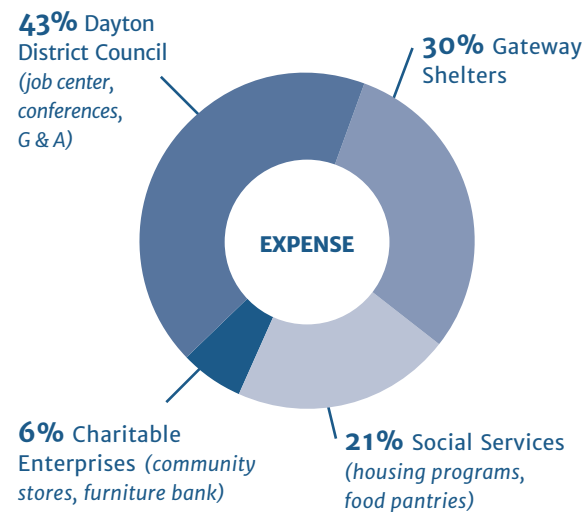 43% Dayton
District Council
(job center,
conferences,
G & A)
30% Gateway
Shelters
EXPENSE
6% Charitable
Enterprises (community
stores, furniture bank)
21% Social Services
(housing programs,
food pantries)